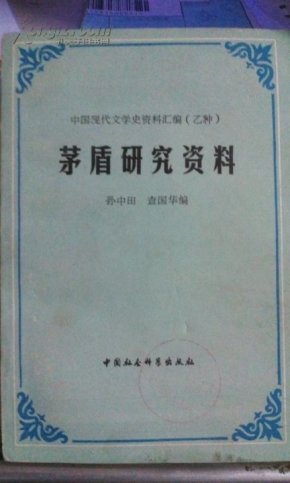 中国现代文学史资料汇编（乙种）
茅盾研究资料
孙中田 查国华编
中国社会科学出版社